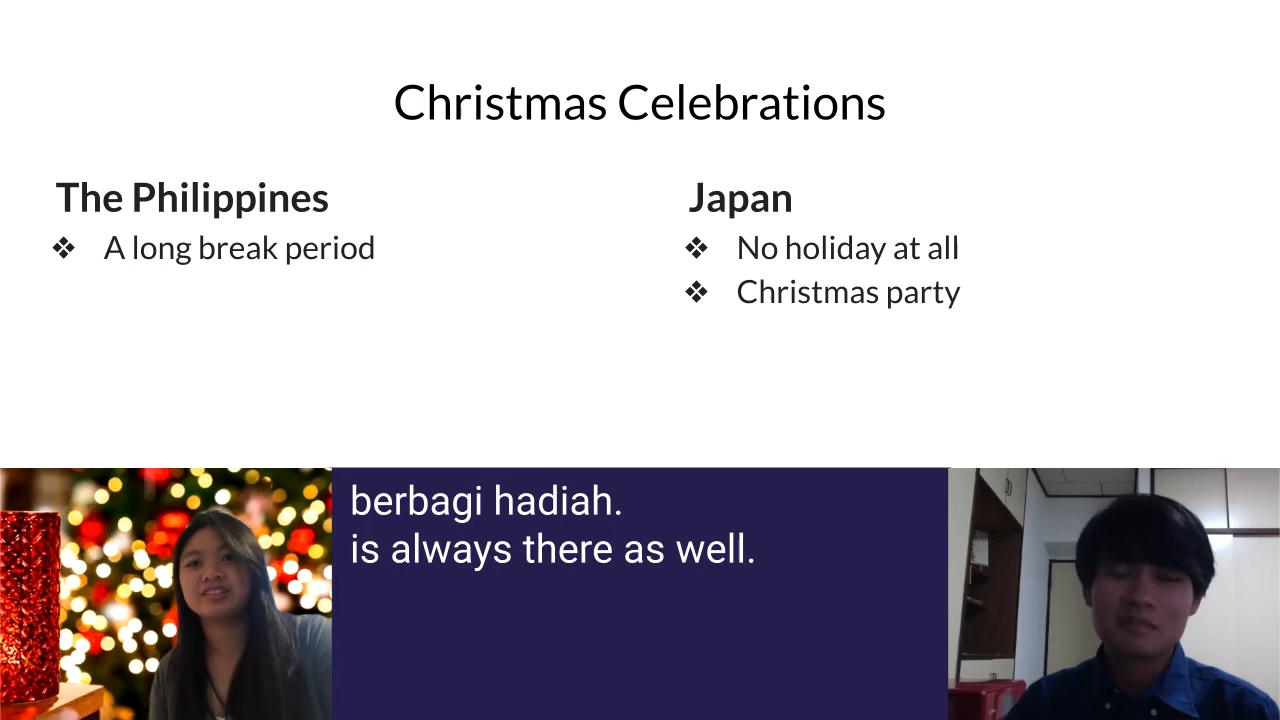 Christmas Celebrations
The Philippines
❖ A long break period
Japan
❖ No holiday at all
❖ Christmas party
berbagi hadiah.
is always there as well.